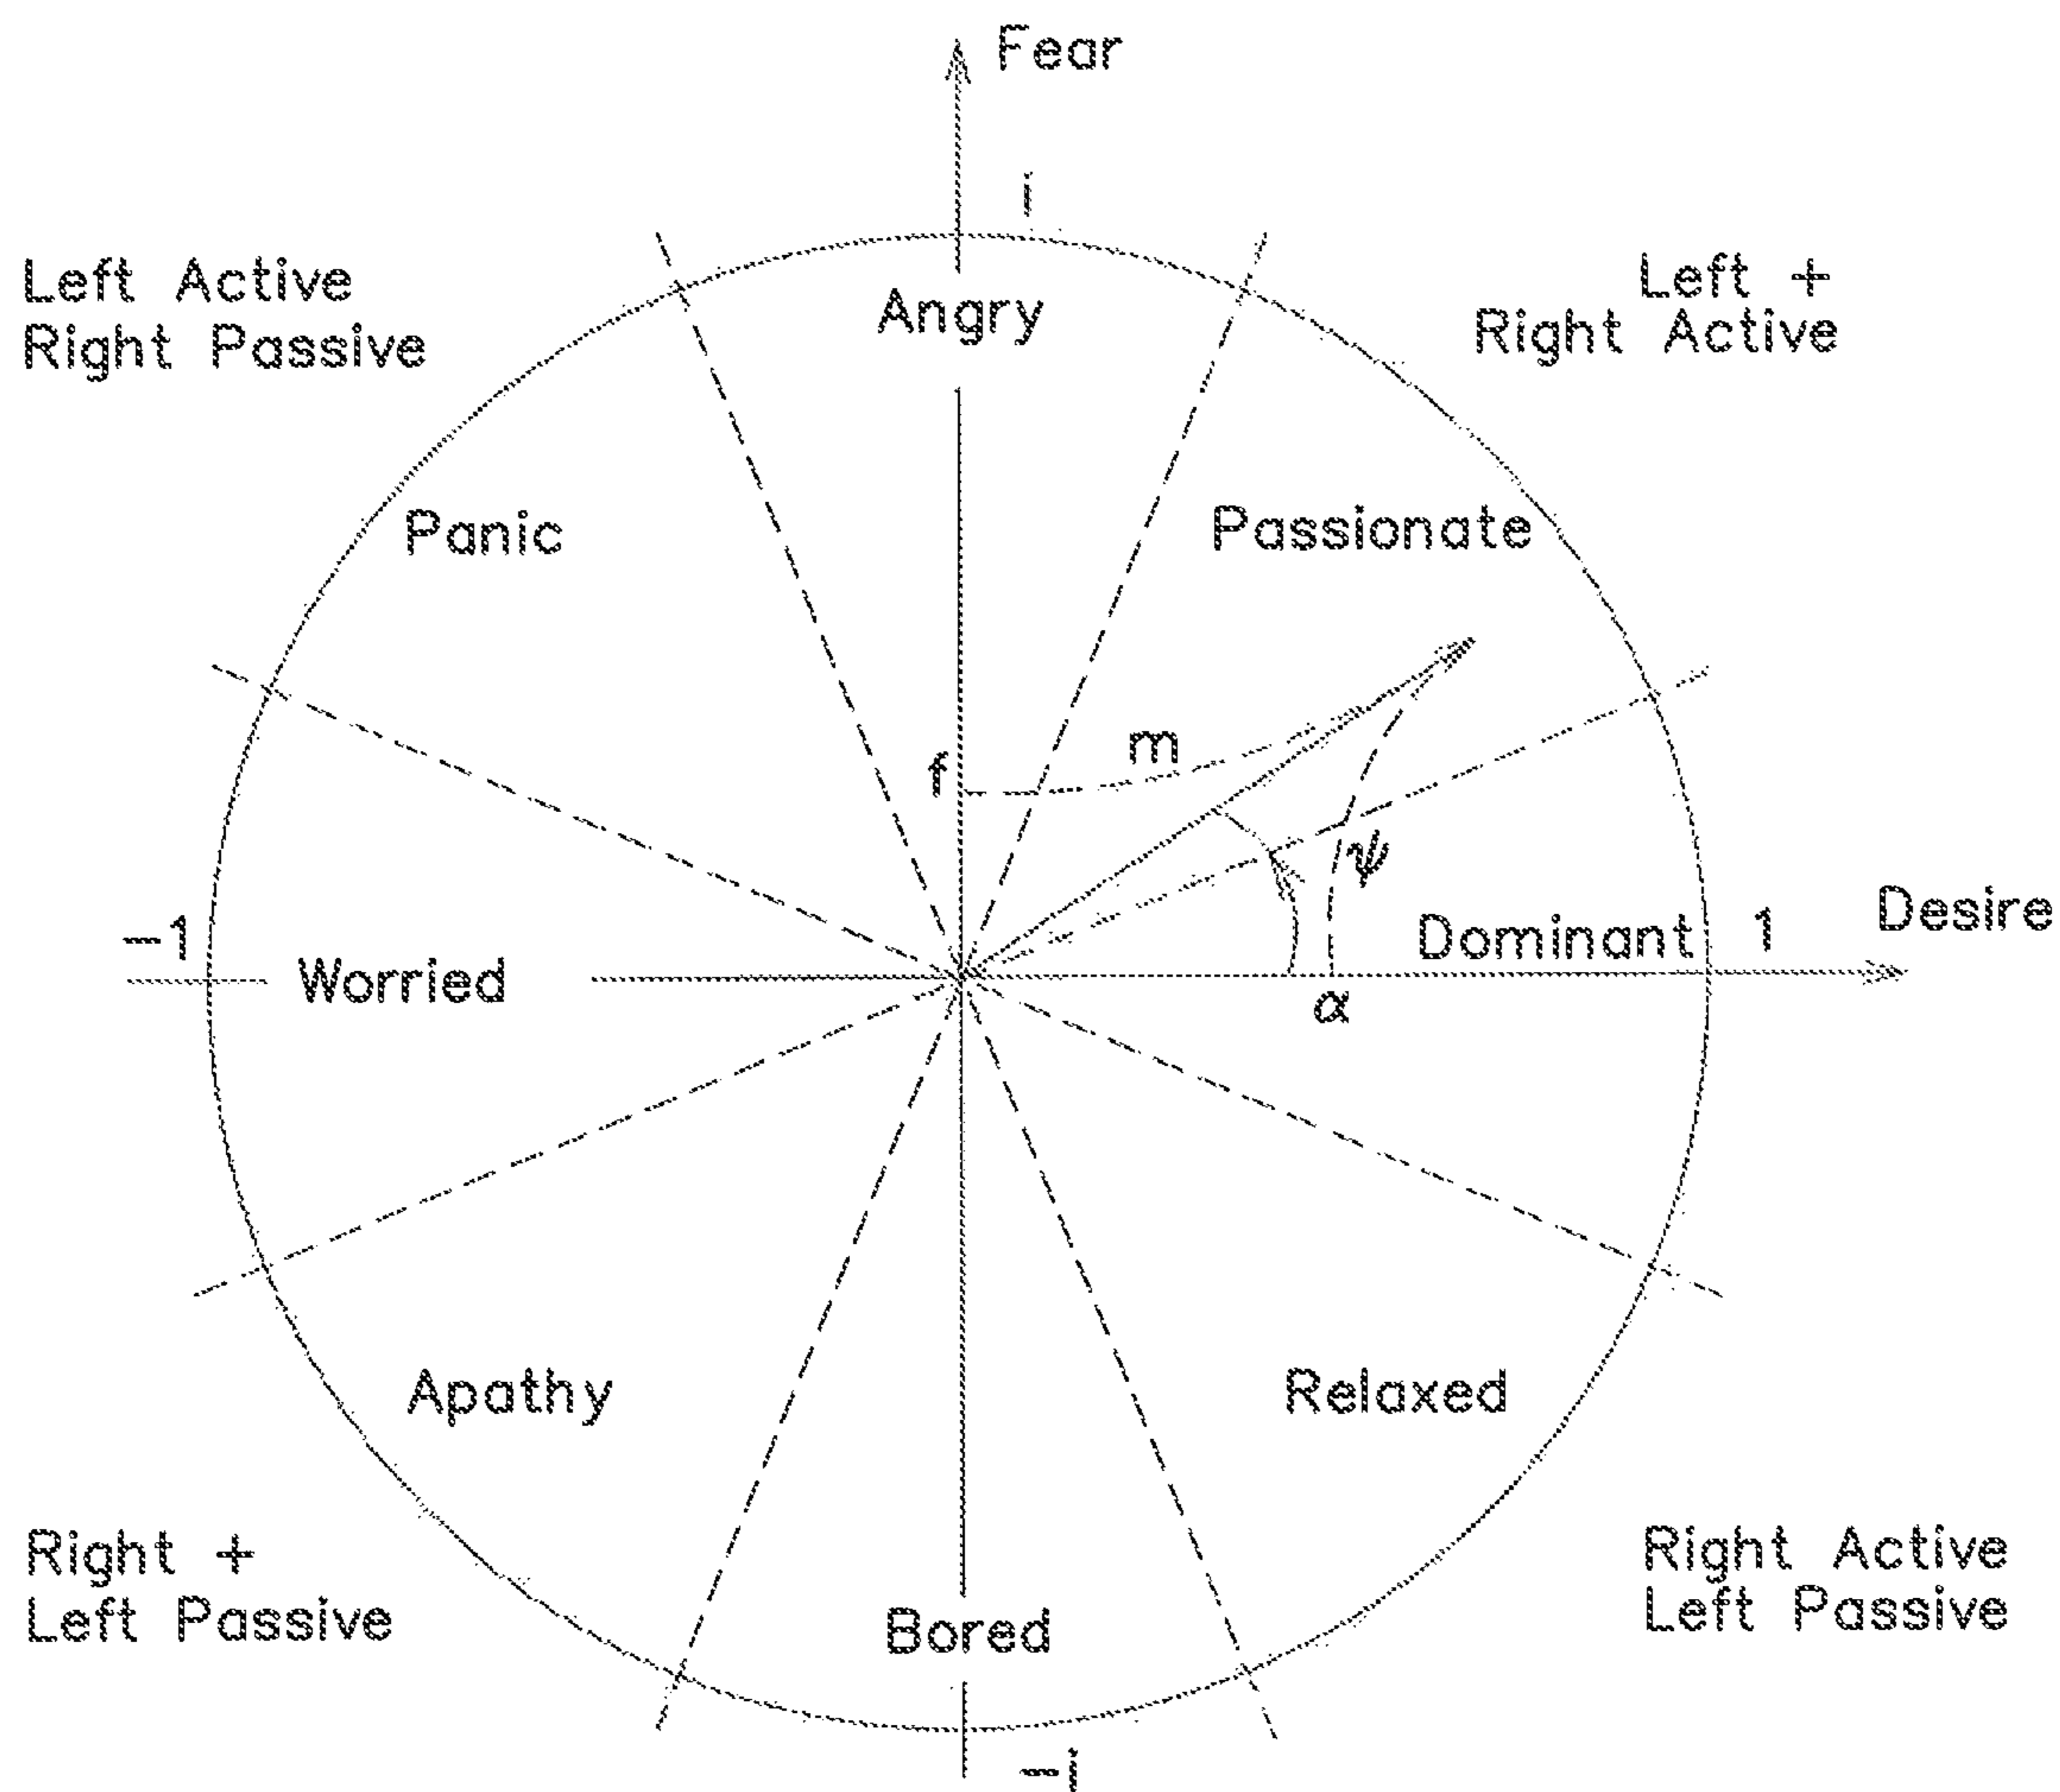 Fear
i
Left Active
Right Passive
Left +
Right Active
Angry
Panic
Passionate
m
f
ψ
-1
Worried
Dominant
1
Desire
α
Apathy
Relaxed
Right +
Left Passive
Right Active
Left Passive
Bored
-i